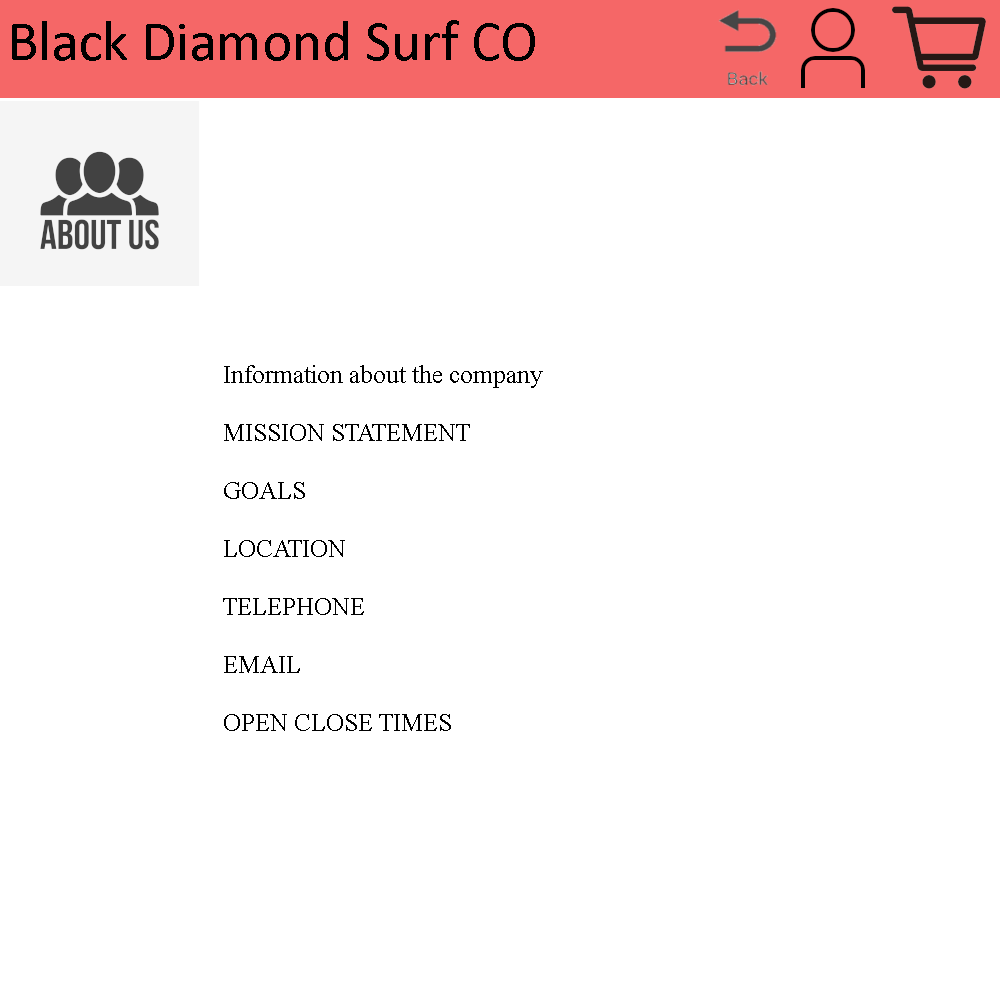 Black Diamond Surf CO
Back
ABOUT US
Information about the company
MISSION STATEMENT
GOALS
LOCATION
TELEPHONE
EMAIL
OPEN CLOSE TIMES